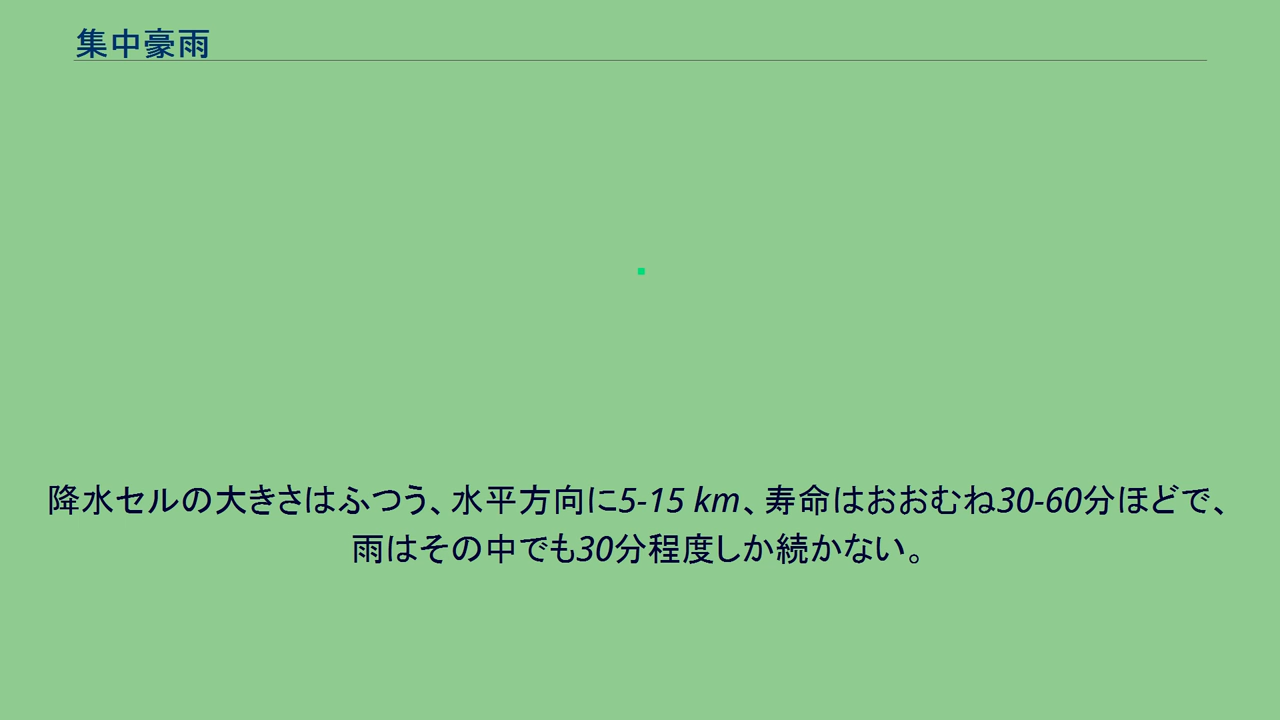 集中豪雨
降水セルの大きさはふつう、水平方向に5-15 km、寿命はおおむね30-60分ほどで、
雨はその中でも30分程度しか続かない。